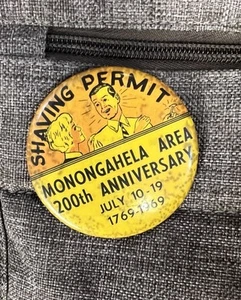 SHAVING PERMIT
MONONGAHELA AREA
200th ANNIVERSARY
JULY 10-19
1769-1969